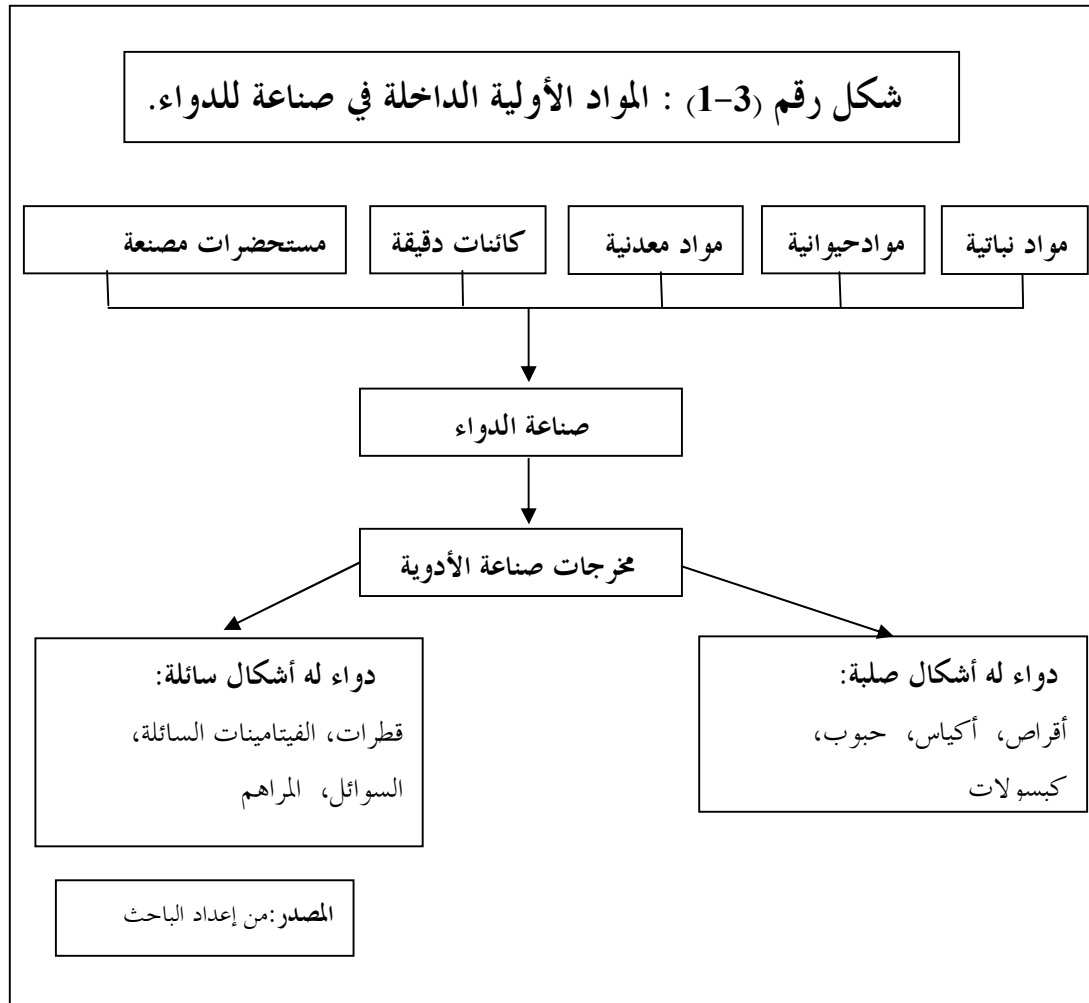 شكل رقم (3-1) : المواد الأولية الداخلة في صناعة للدواء.
مواد نباتية
موادحيوانية
مواد معدنية
كائنات دقيقة
مستحضرات مصنعة
صناعة الدواء
مخرجات صناعة الأدوية
دواء له أشكال صلبة:
أقراص، أكياس، حبوب،
كبسولات
دواء له أشكال سائلة:
قطرات، الفيتامينات السائلة،
السوائل، المراهم
المصدر:من إعداد الباحث